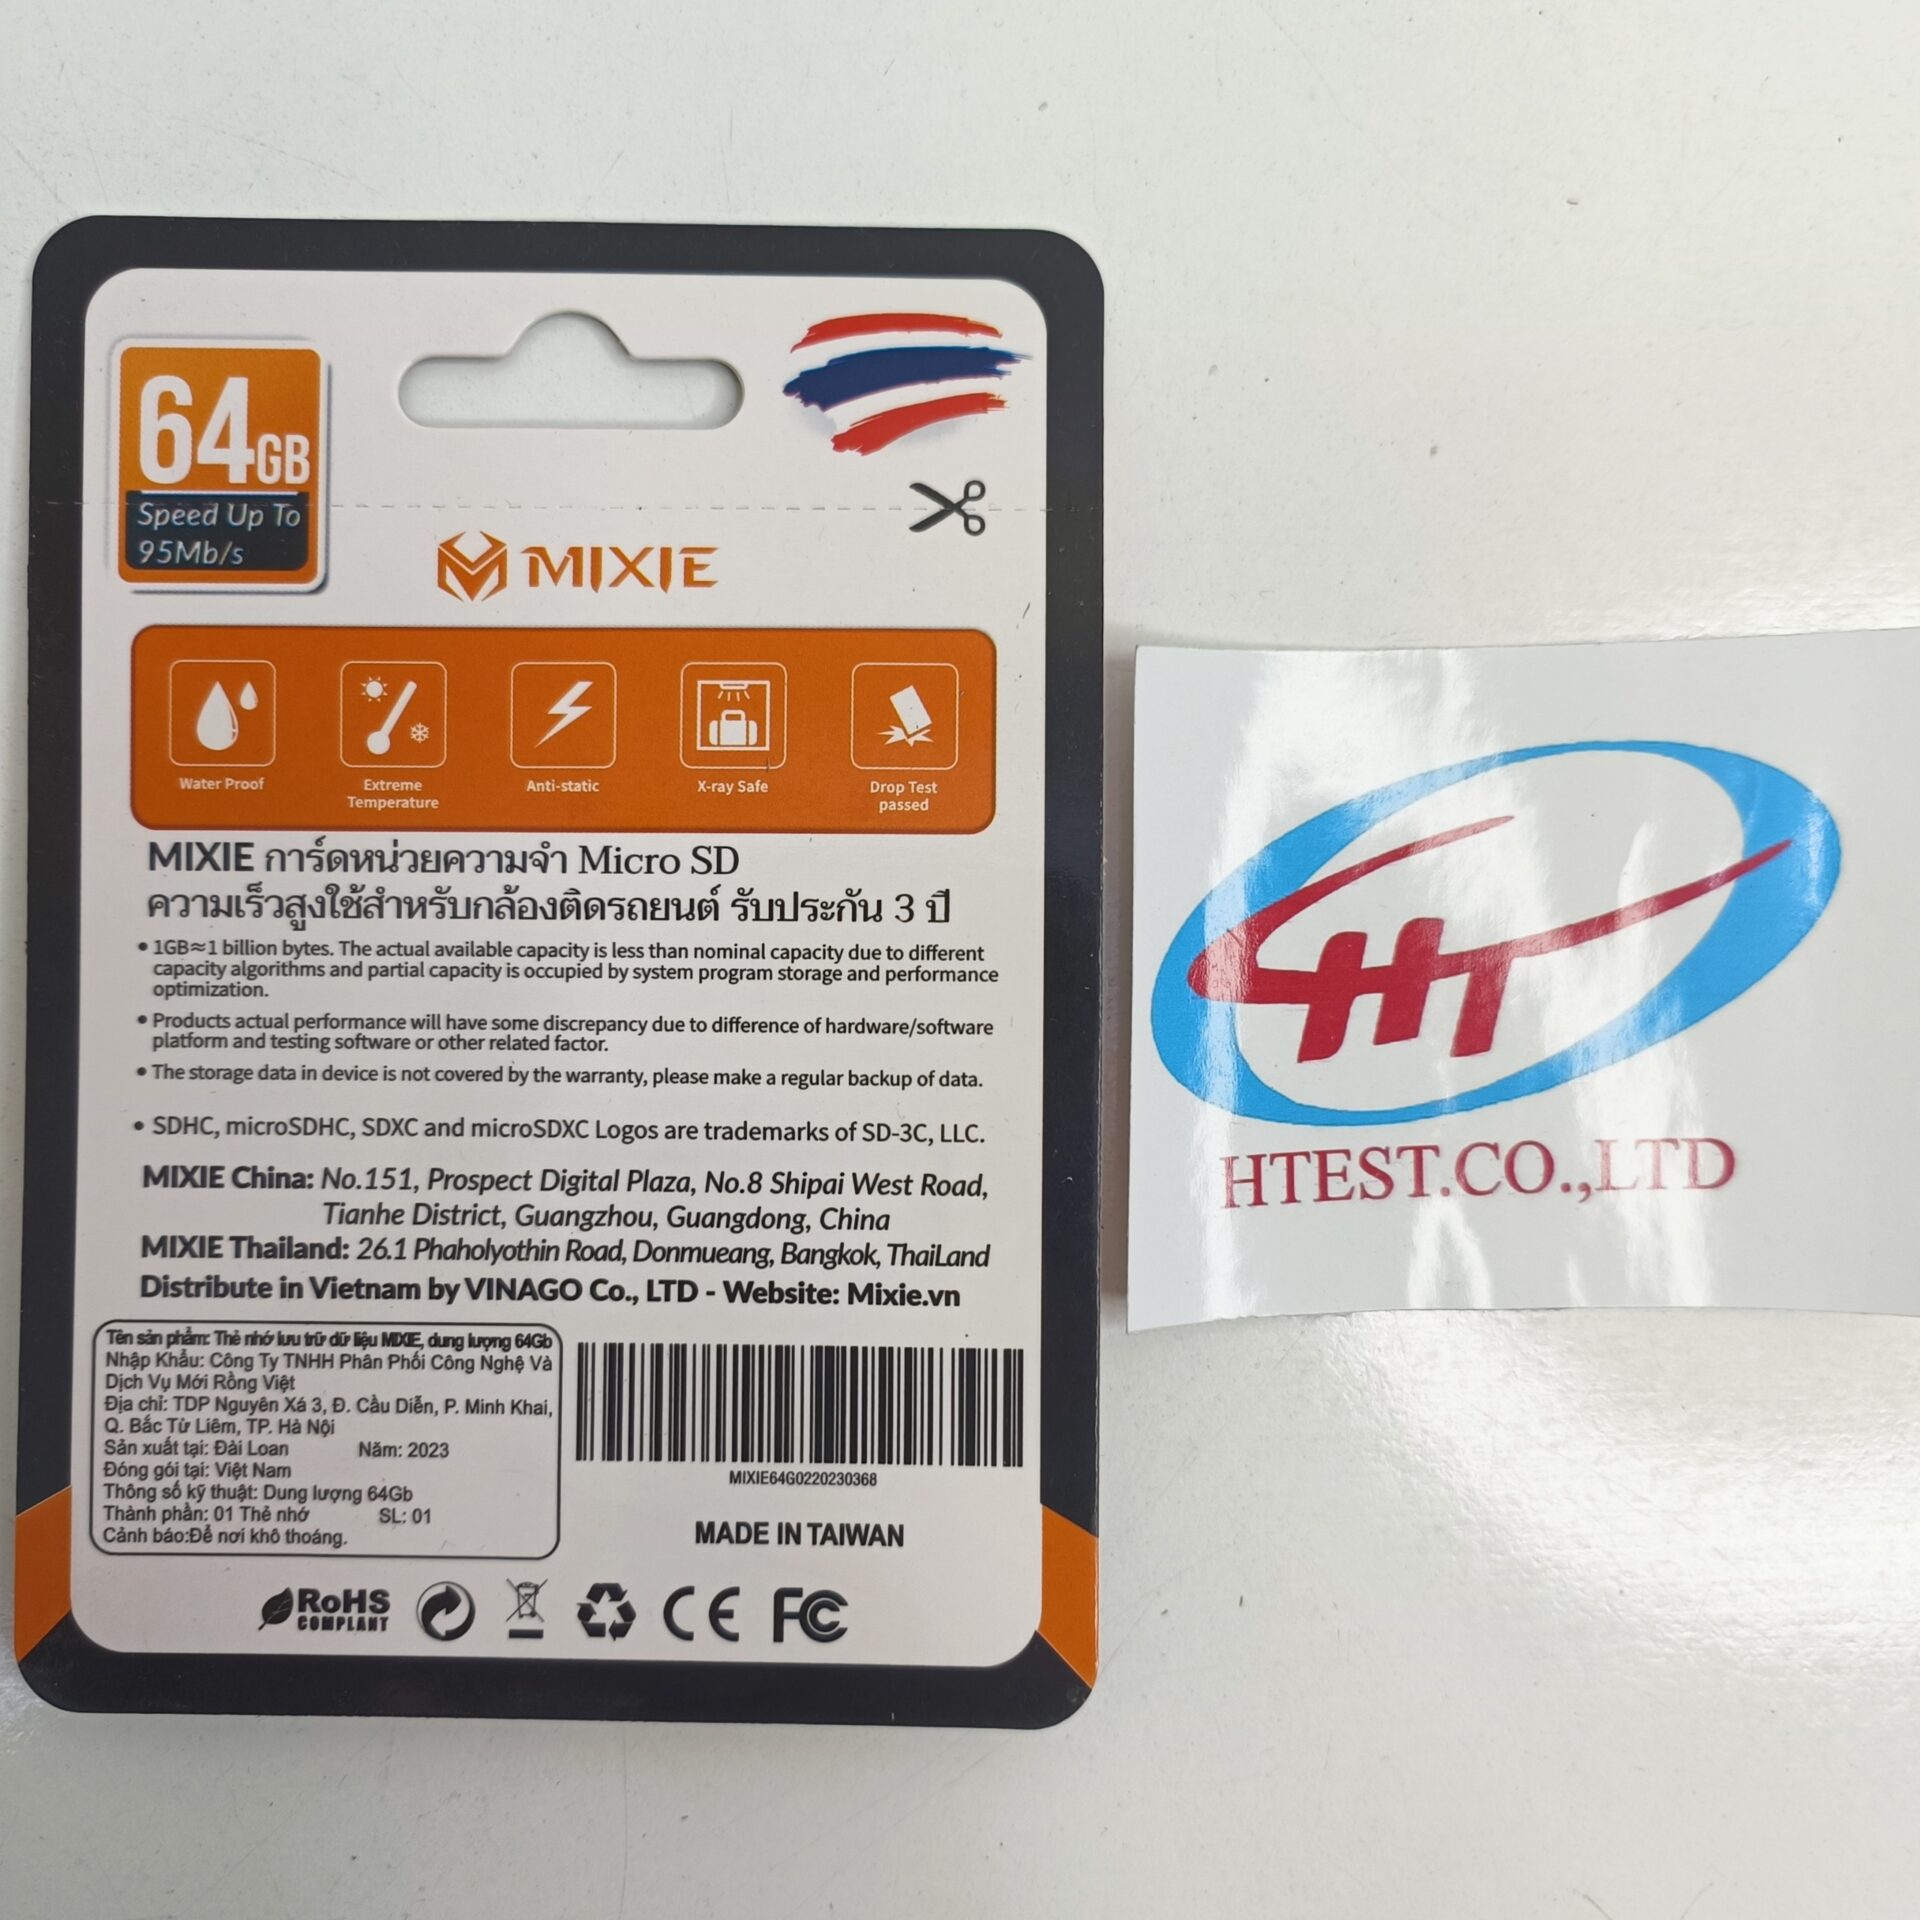 64GB
Speed Up To
95Mb/s
MIXIE
Water Proof
Extreme
Temperature
Anti-static
X-ray Safe
Drop Test
passed
MIXIE การ์ดหน่วยความจำ Micro SD
ความเร็วสูงใช้สำหรับกล้องติดรถยนต์ รับประกัน 3 ปี
• 1GB≈1 billion bytes. The actual available capacity is less than nominal capacity due to different
capacity algorithms and partial capacity is occupied by system program storage and performance
optimization.
• Products actual performance will have some discrepancy due to difference of hardware/software
platform and testing software or other related factor.
• The storage data in device is not covered by the warranty, please make a regular backup of data.
• SDHC, microSDHC, SDXC and microSDXC Logos are trademarks of SD-3C, LLC.
MIXIE China: No.151, Prospect Digital Plaza, No.8 Shipai West Road,
Tianhe District, Guangzhou, Guangdong, China
MIXIE Thailand: 26.1 Phaholyothin Road, Donmueang, Bangkok, ThaiLand
Distribute in Vietnam by VINAGO Co., LTD - Website: Mixie.vn
Tên sản phẩm: Thẻ nhớ lưu trữ dữ liệu MIXIE, dung lượng 64Gb
Nhập Khẩu: Công Ty TNHH Phân Phối Công Nghệ Và
Dịch Vụ Mới Rồng Việt
Địa chỉ: TDP Nguyên Xá 3, Đ. Cầu Diễn, P. Minh Khai,
Q. Bắc Từ Liêm, TP. Hà Nội
Sản xuất tại: Đài Loan Năm: 2023
Đóng gói tại: Việt Nam
Thông số kỹ thuật: Dung lượng 64Gb
Thành phần: 01 Thẻ nhớ SL: 01
Cảnh báo:Để nơi khô thoáng.
MIXIE64G0220230368
MADE IN TAIWAN
RoHS
COMPLANT
CE
FC
HT
HTEST.CO.,LTD